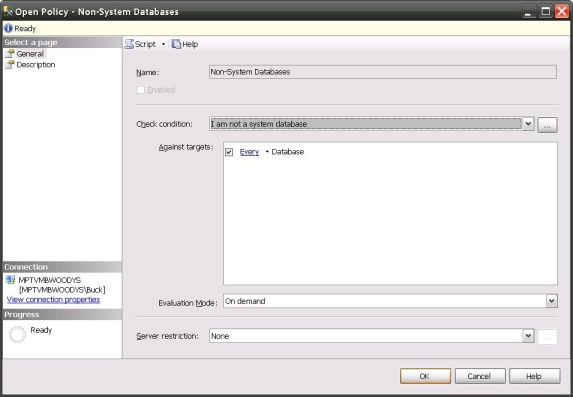 Open Policy - Non-System Databases
Ready
Select a page
General
Description
Script Help
Name: Non-System Databases
Enabled
Check condition: I am not a system database ...
Against targets: Every Database
Evaluation Mode: On demand
Server restriction: None ...
Connection
MPTVMBWOODYS
[MPTVMBWOODYS\Buck]
View connection properties
Progress
Ready
OK Cancel Help